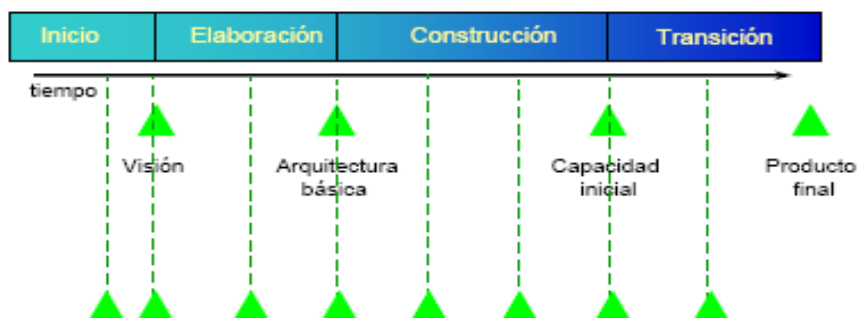 Inicio Elaboración Construcción Transición
tiempo
Visión Arquitectura básica Capacidad inicial Producto final